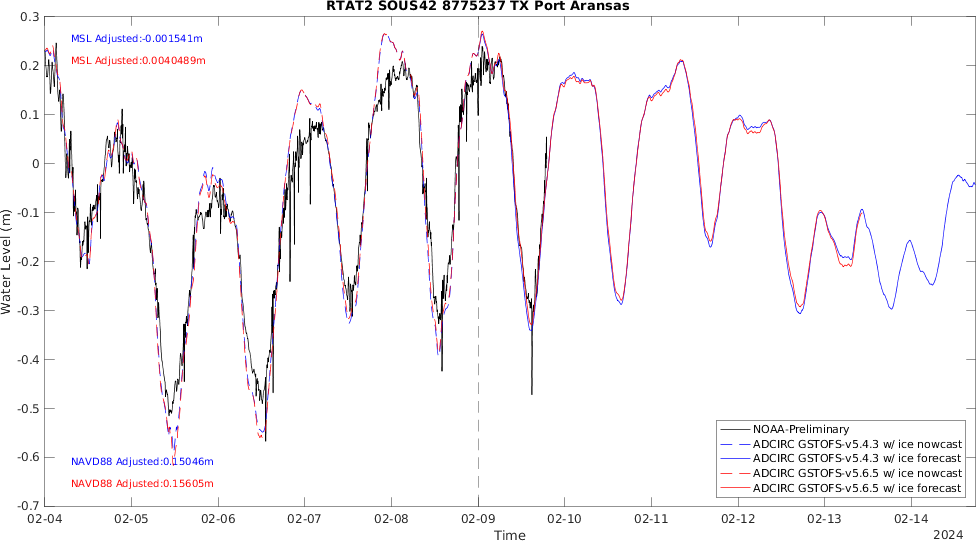 RTAT2 SOUS42 8775237 TX Port Aransas
0.3
0.2
0.1
0
-0.1
-0.2
-0.3
-0.4
-0.5
-0.6
-0.7
Water Level (m)
MSL Adjusted:-0.001541m
MSL Adjusted:0.0040489m
NAVD88 Adjusted:0.15046m
NAVD88 Adjusted:0.15605m
NOAA-Preliminary
ADCIRC GSTOFS-v5.4.3 w/ ice nowcast
ADCIRC GSTOFS-v5.4.3 w/ ice forecast
ADCIRC GSTOFS-v5.6.5 w/ ice nowcast
ADCIRC GSTOFS-v5.6.5 w/ ice forecast
02-04 02-05 02-06 02-07 02-08 02-09 02-10 02-11 02-12 02-13 02-14
Time
2024